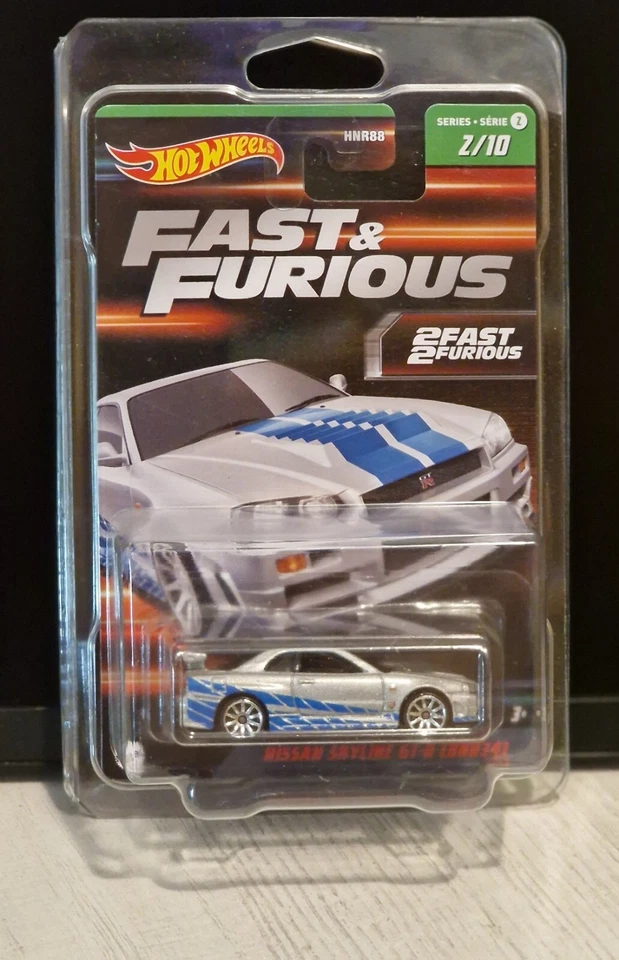 HOT WHEELS
HNR88
SERIES • SÉRIE 2
2/10
FAST &
FURIOUS
2FAST
2FURIOUS
NISSAN SKYLINE GT-R (BNR34)
3+